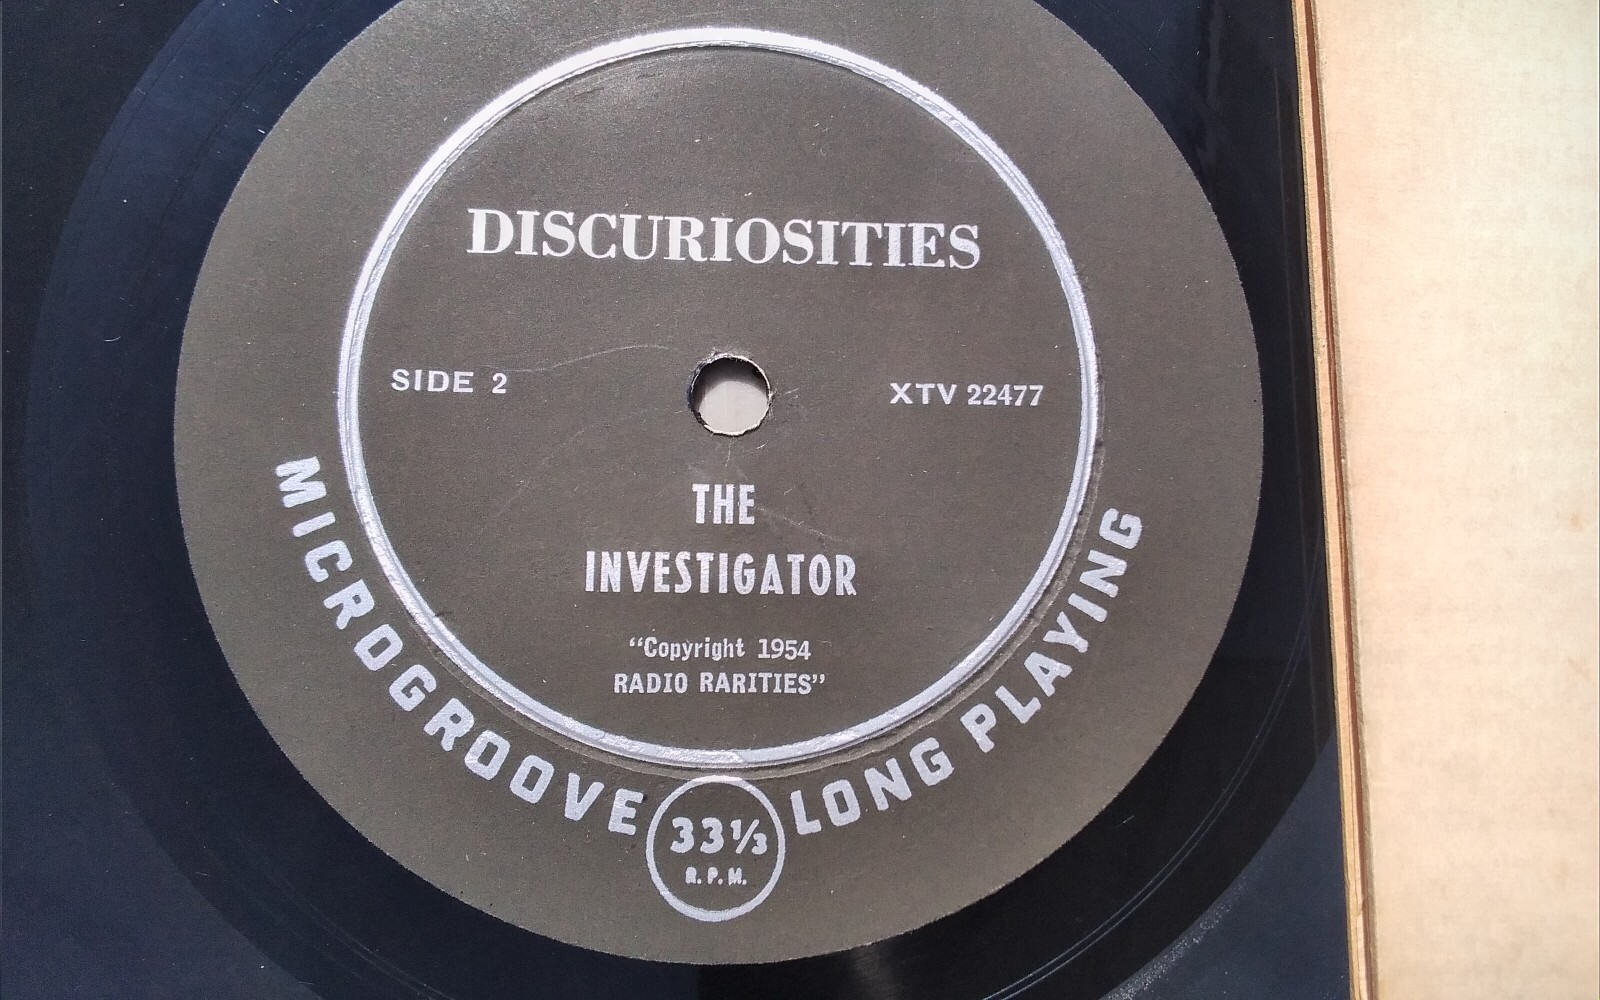 DISCURIOSITIES
SIDE 2
XTV 22477
THE
INVESTIGATOR
“Copyright 1954
RADIO RARITIES”
MICROGROOVE
33⅓
R. P. M.
LONG PLAYING